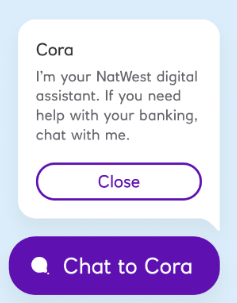 Cora
I'm your NatWest digital
assistant. If you need
help with your banking,
chat with me.
Close
Chat to Cora